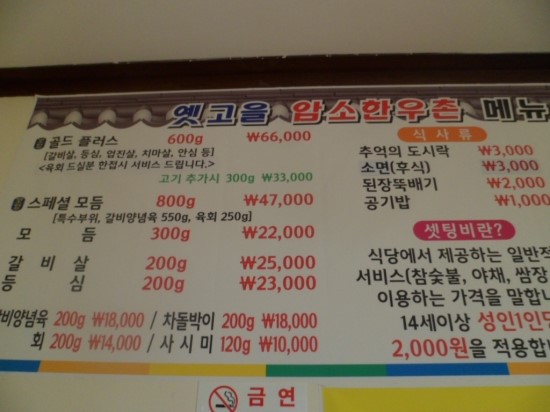 옛고을 암소한우촌 메뉴
골드 플러스 600g ₩66,000
[갈비살, 등심, 업진살, 치마살, 안심 등]
<육회 드실분 한접시 서비스 드립니다.>
고기 추가시 300g ₩33,000
스페셜 모듬 800g ₩47,000
[특수부위, 갈비양념육 550g, 육회 250g]
모 듬 300g ₩22,000
갈 비 살 200g ₩25,000
등 심 200g ₩23,000
비양념육 200g ₩18,000 / 차돌박이 200g ₩18,000
회 200g ₩14,000 / 사 시 미 120g ₩10,000
식 사 류
추억의 도시락 ₩3,000
소면(후식) ₩3,000
된장뚝배기 ₩2,000
공기밥 ₩1,000
셋팅비란?
식당에서 제공하는 일반적
서비스(참숯불, 야채, 쌈장
이용하는 가격을 말합니
14세이상 성인1인당
2,000원을 적용합
금 연